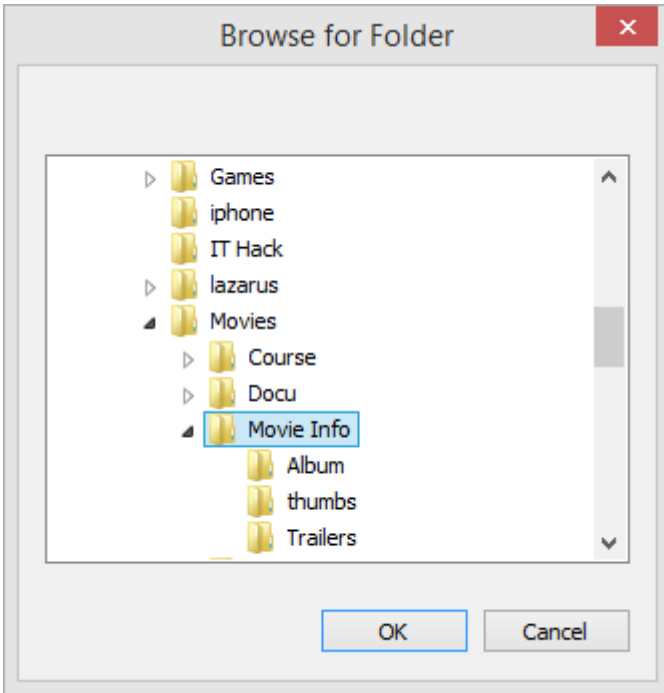 Browse for Folder
Games
iphone
IT Hack
lazarus
Movies
Course
Docu
Movie Info
Album
thumbs
Trailers
OK Cancel